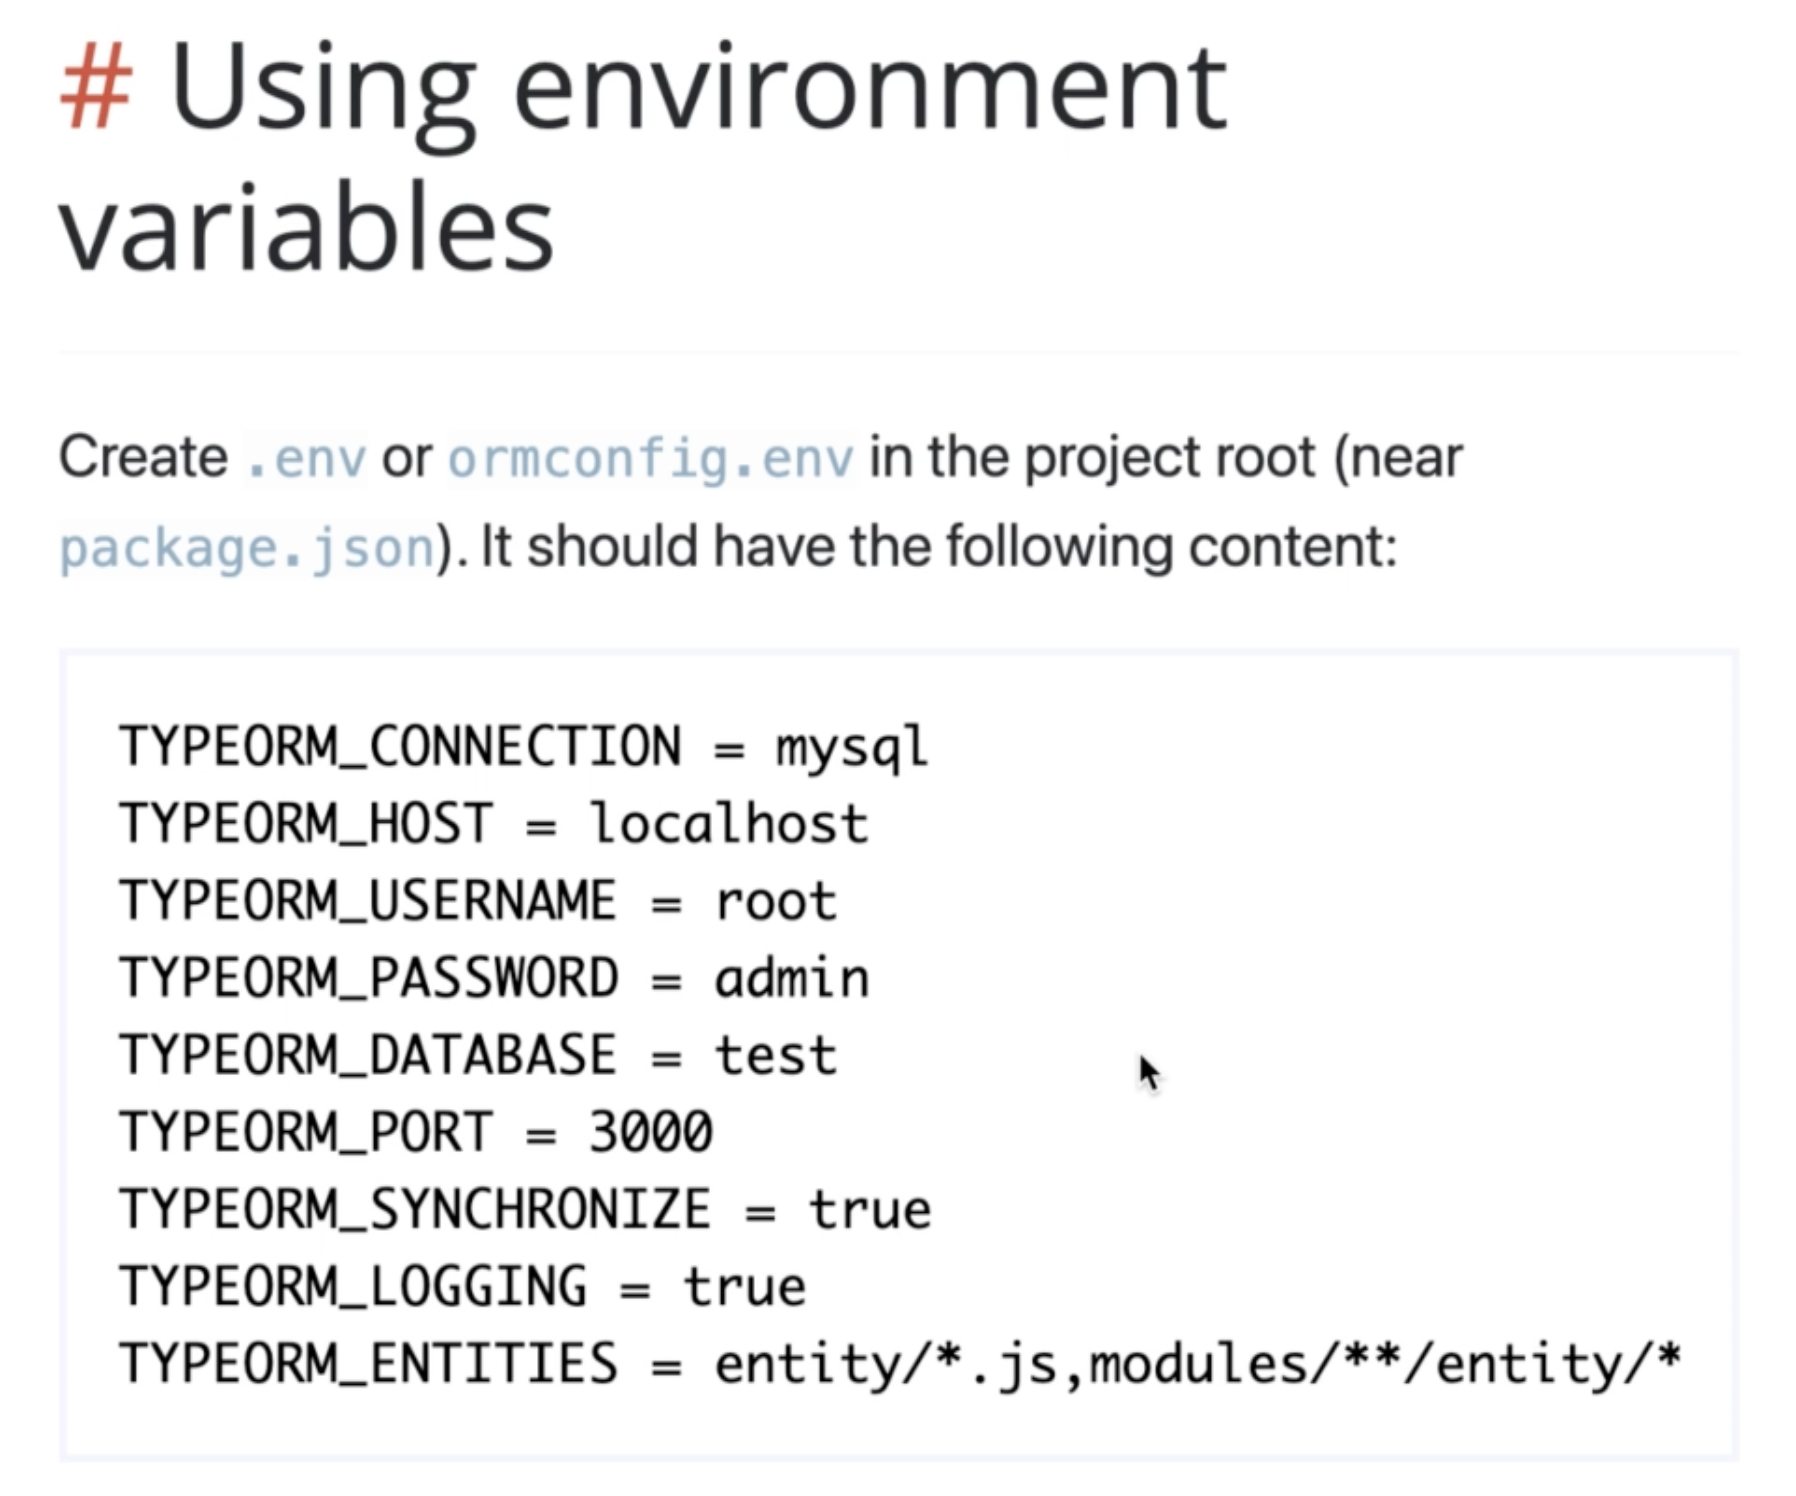 # Using environment
variables
Create .env or ormconfig.env in the project root (near
package.json). It should have the following content:
TYPEORM_CONNECTION = mysql
TYPEORM_HOST = localhost
TYPEORM_USERNAME = root
TYPEORM_PASSWORD = admin
TYPEORM_DATABASE = test
TYPEORM_PORT = 3000
TYPEORM_SYNCHRONIZE = true
TYPEORM_LOGGING = true
TYPEORM_ENTITIES = entity/*.js,modules/**/entity/*